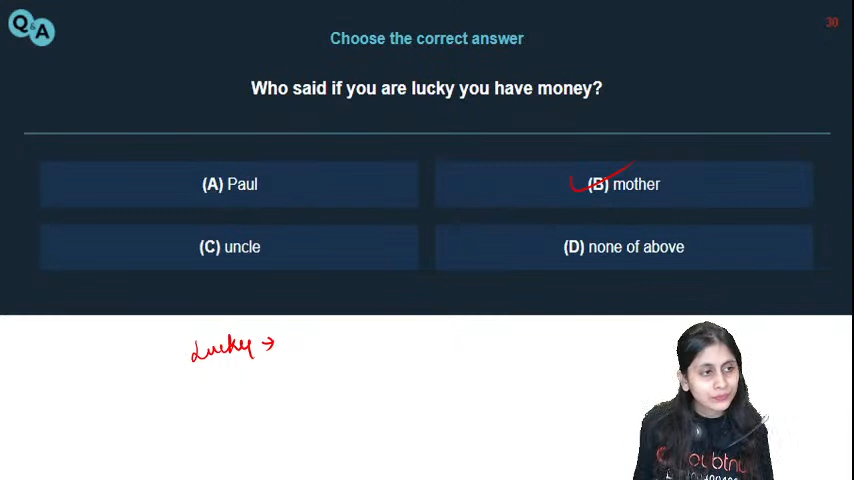 Q&A
30
Choose the correct answer
Who said if you are lucky you have money?
(A) Paul
(B) mother
(C) uncle
(D) none of above
Lucky →